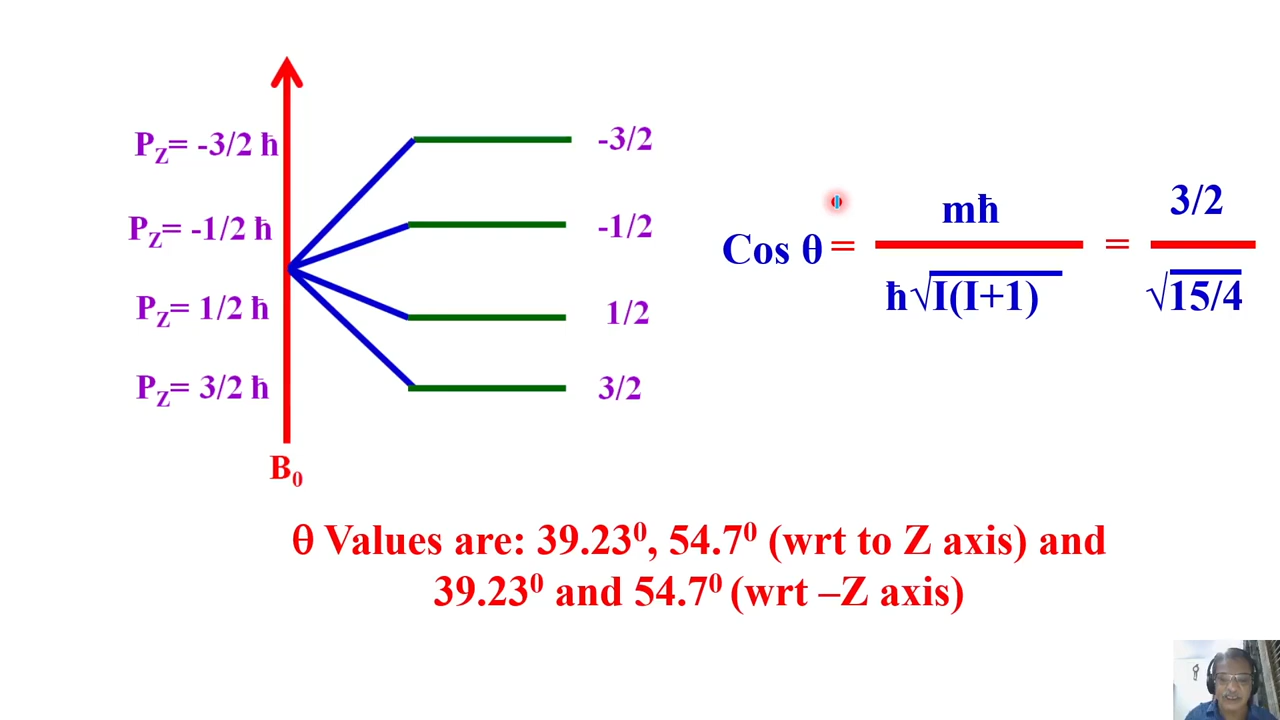 P_Z= -3/2 ħ
-3/2
P_Z= -1/2 ħ
-1/2
P_Z= 1/2 ħ
1/2
P_Z= 3/2 ħ
3/2
B₀
Cos θ = mħ / ħ√I(I+1) = 3/2 / √15/4
θ Values are: 39.23⁰, 54.7⁰ (wrt to Z axis) and
39.23⁰ and 54.7⁰ (wrt –Z axis)